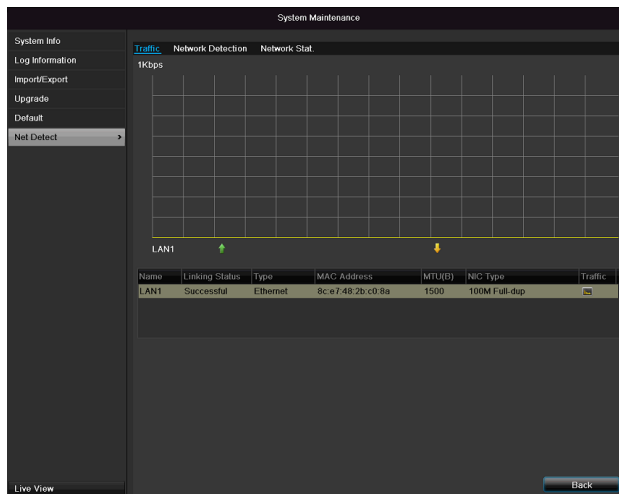 System Maintenance
System Info
Log Information
Import/Export
Upgrade
Default
Net Detect
Live View
Traffic Network Detection Network Stat.
1Kbps
LAN1
Name Linking Status Type MAC Address MTU(B) NIC Type Traffic
LAN1 Successful Ethernet 8c:e7:48:2b:c0:8a 1500 100M Full-dup
Back